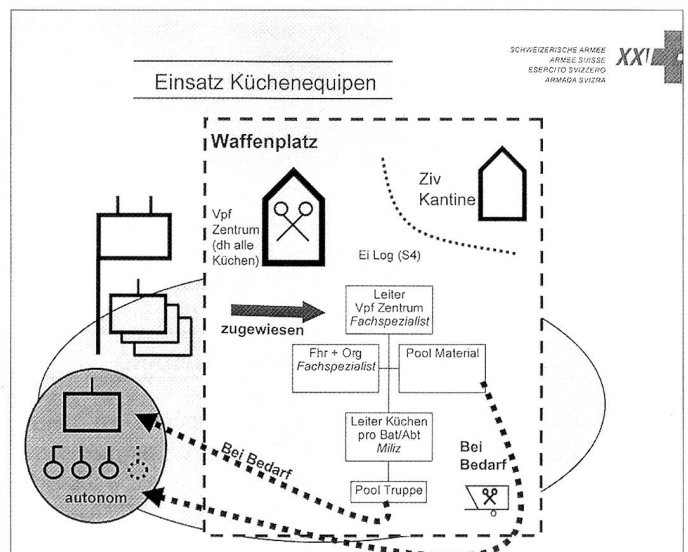 SCHWEIZERISCHE ARMEE
ARMEE SUISSE
ESERCITO SVIZZERO
ARMADA SVIZRA
XXI
Einsatz Küchenequipen
Waffenplatz
Vpf
Zentrum
(dh alle
Küchen)
Ziv
Kantine
Ei Log (S4)
zugewiesen
Leiter
Vpf Zentrum
Fachspezialist
Fhr + Org
Fachspezialist
Pool Material
Leiter Küchen
pro Bat/Abt
Miliz
Bei
Bedarf
Bei Bedarf
Pool Truppe
autonom